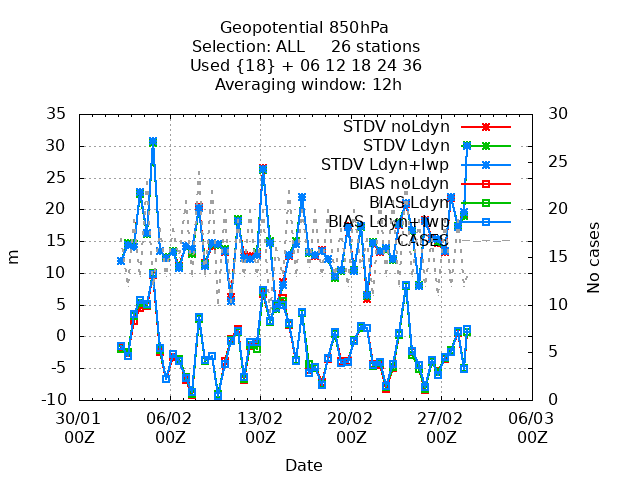 Geopotential 850hPa
Selection: ALL 26 stations
Used {18} + 06 12 18 24 36
Averaging window: 12h
STDV noLdyn
STDV Ldyn
STDV Ldyn+lwp
BIAS noLdyn
BIAS Ldyn
BIAS Ldyn+lwp
CASES
35
30
25
20
15
10
5
0
-5
-10
m
30
25
20
15
10
5
0
No cases
30/01 06/02 13/02 20/02 27/02 06/03
00Z 00Z 00Z 00Z 00Z 00Z
Date